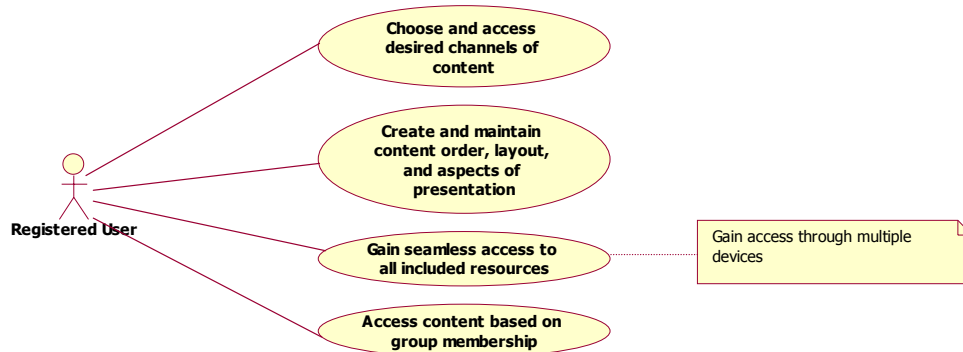 Choose and access
desired channels of
content
Create and maintain
content order, layout,
and aspects of
presentation
Registered User
Gain seamless access to
all included resources
Gain access through multiple
devices
Access content based on
group membership